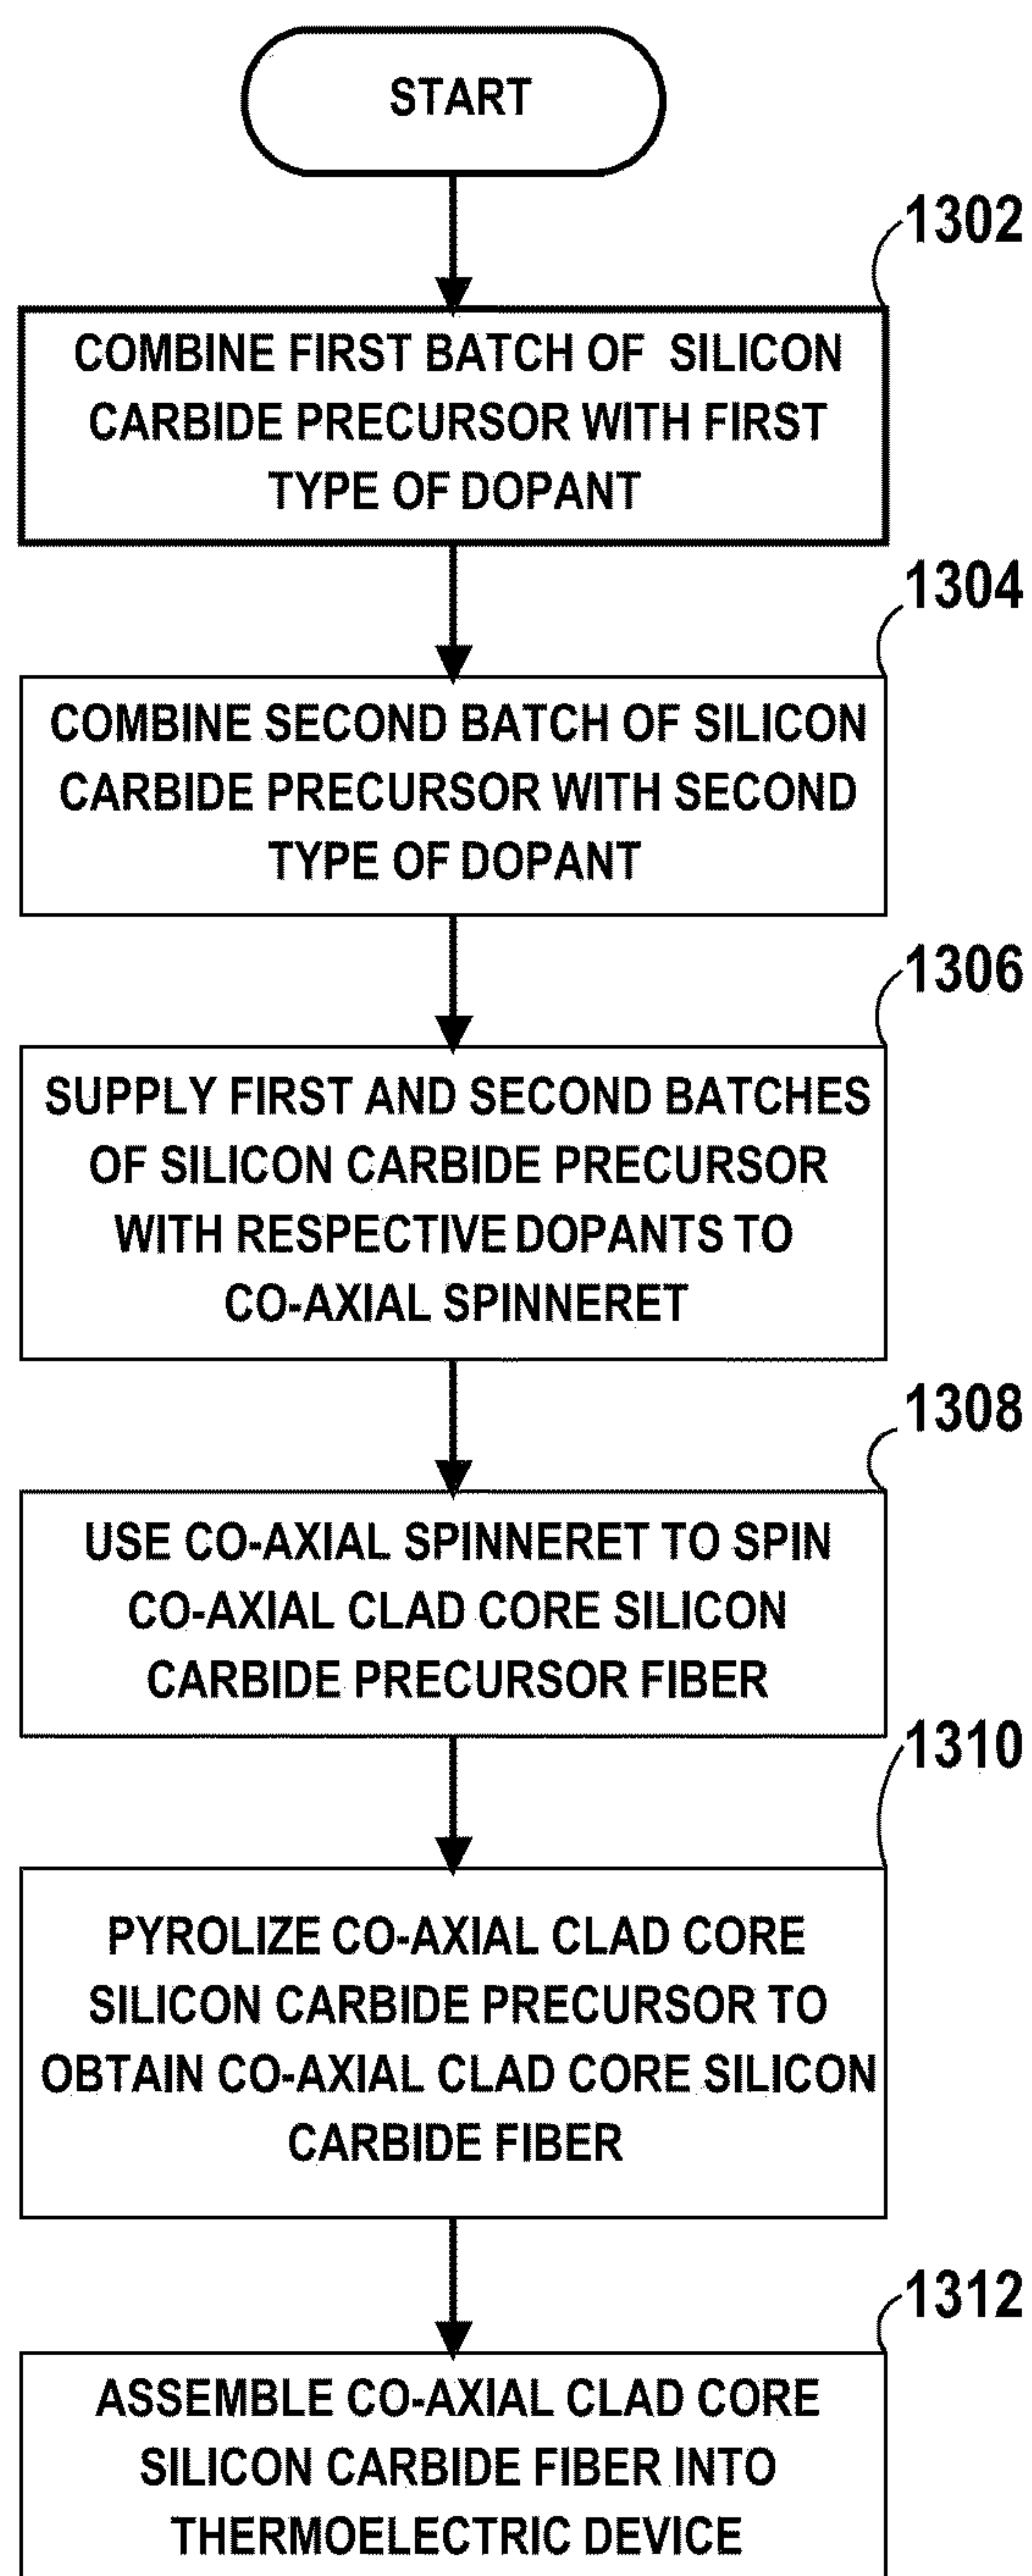 START
1302
COMBINE FIRST BATCH OF SILICON
CARBIDE PRECURSOR WITH FIRST
TYPE OF DOPANT
1304
COMBINE SECOND BATCH OF SILICON
CARBIDE PRECURSOR WITH SECOND
TYPE OF DOPANT
1306
SUPPLY FIRST AND SECOND BATCHES
OF SILICON CARBIDE PRECURSOR
WITH RESPECTIVE DOPANTS TO
CO-AXIAL SPINNERET
1308
USE CO-AXIAL SPINNERET TO SPIN
CO-AXIAL CLAD CORE SILICON
CARBIDE PRECURSOR FIBER
1310
PYROLIZE CO-AXIAL CLAD CORE
SILICON CARBIDE PRECURSOR TO
OBTAIN CO-AXIAL CLAD CORE SILICON
CARBIDE FIBER
1312
ASSEMBLE CO-AXIAL CLAD CORE
SILICON CARBIDE FIBER INTO
THERMOELECTRIC DEVICE